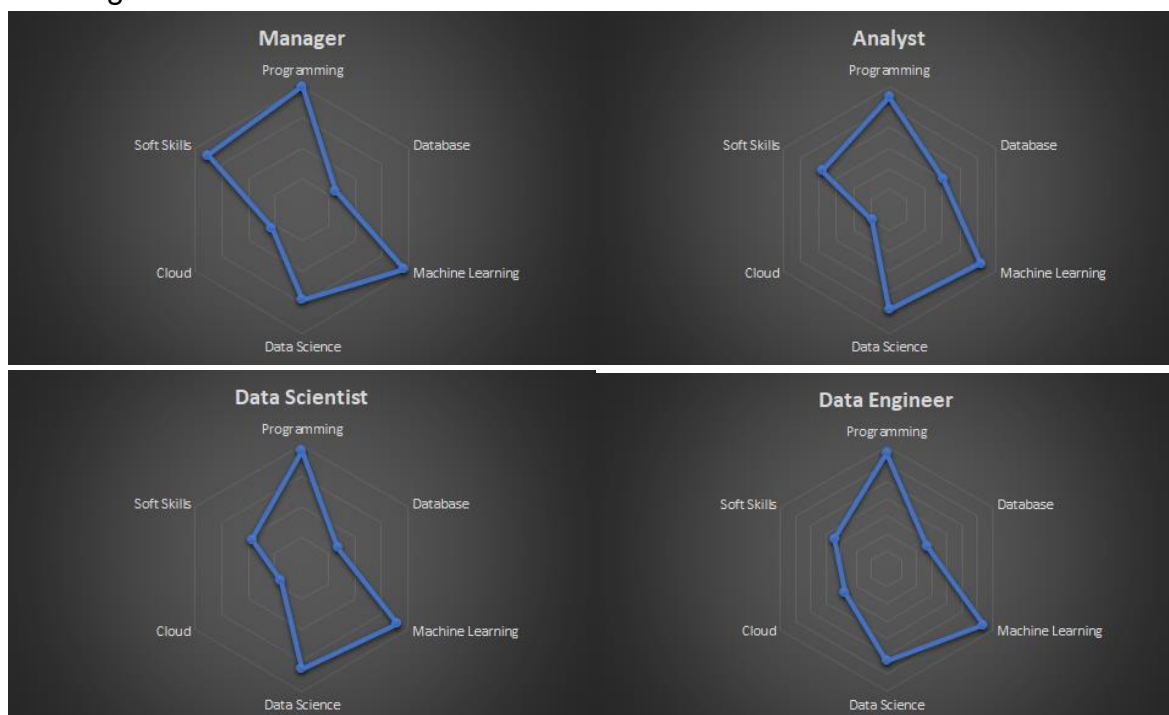 Manager
Programming
Soft Skills
Database
Cloud
Machine Learning
Data Science
Analyst
Programming
Soft Skills
Database
Cloud
Machine Learning
Data Science
Data Scientist
Programming
Soft Skills
Database
Cloud
Machine Learning
Data Science
Data Engineer
Programming
Soft Skills
Database
Cloud
Machine Learning
Data Science